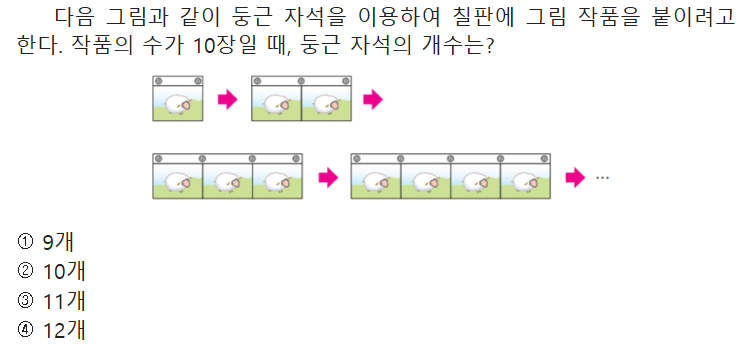 다음 그림과 같이 둥근 자석을 이용하여 칠판에 그림 작품을 붙이려고
한다. 작품의 수가 10장일 때, 둥근 자석의 개수는?
…
① 9개
② 10개
③ 11개
④ 12개